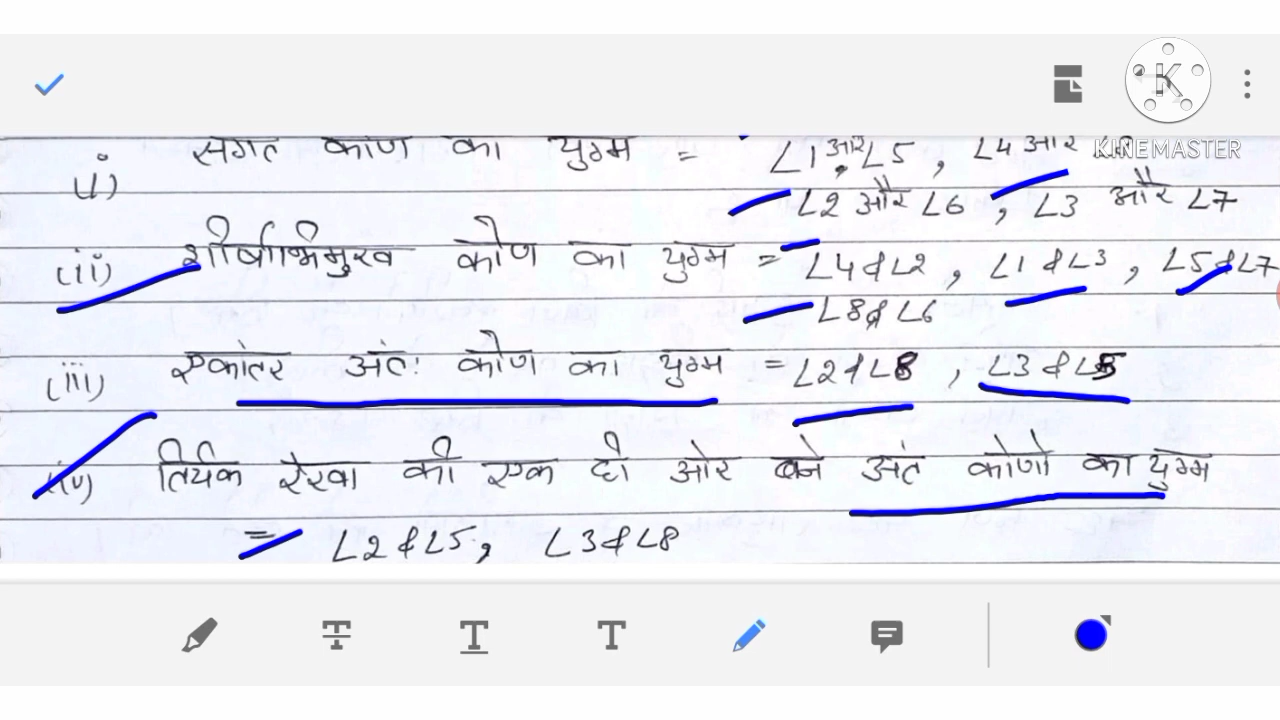 i) संगत कोण का युग्म = ∠1 और ∠5, ∠4 और
KINEMASTER
∠2 और ∠6, ∠3 और ∠7
(ii) शीर्षाभिमुख कोण का युग्म = ∠4 & ∠2, ∠1 & ∠3, ∠5 & ∠7
∠8 & ∠6
(iii) एकांतर अंतः कोण का युग्म = ∠2 & ∠8, ∠3 & ∠5
(iv) तिर्यक रेखा की एक ही ओर बने अंत कोणो का युग्म
= ∠2 & ∠5, ∠3 & ∠8